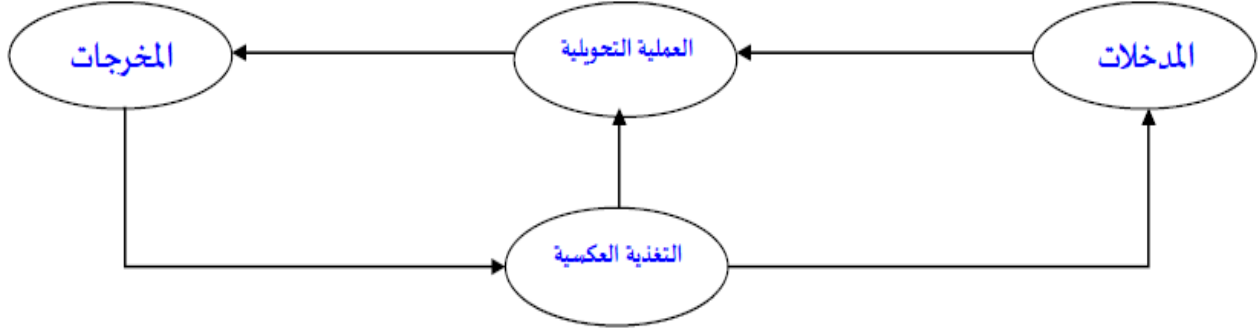 المدخلات
العملية التحويلية
المخرجات
التغذية العكسية